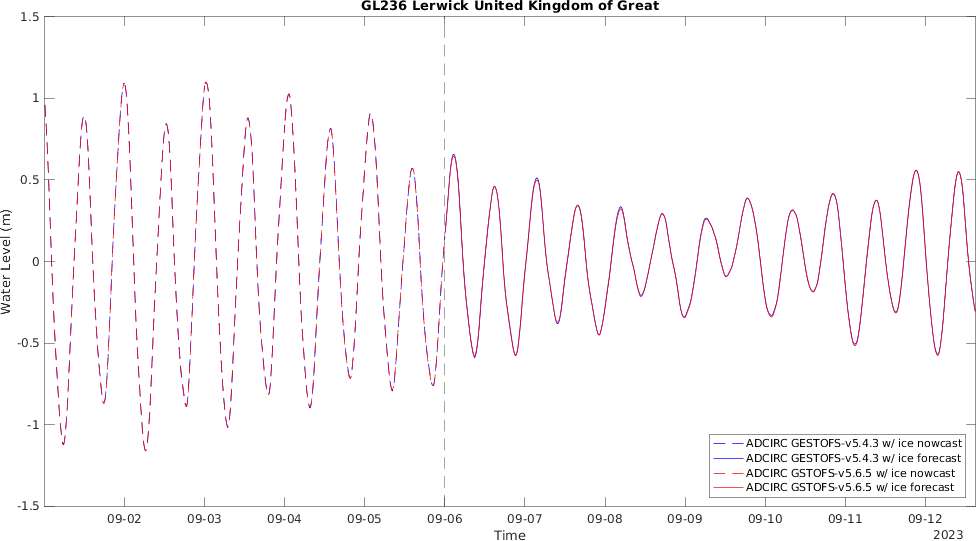 GL236 Lerwick United Kingdom of Great
1.5
1
0.5
0
-0.5
-1
-1.5
Water Level (m)
09-02 09-03 09-04 09-05 09-06 09-07 09-08 09-09 09-10 09-11 09-12
Time
2023
ADCIRC GESTOFS-v5.4.3 w/ ice nowcast
ADCIRC GESTOFS-v5.4.3 w/ ice forecast
ADCIRC GSTOFS-v5.6.5 w/ ice nowcast
ADCIRC GSTOFS-v5.6.5 w/ ice forecast